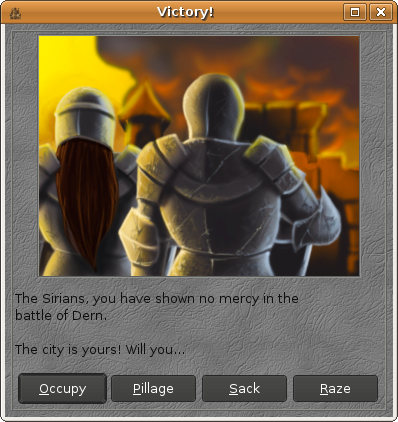 Victory!
The Sirians, you have shown no mercy in the
battle of Dern.
The city is yours! Will you...
Occupy
Pillage
Sack
Raze